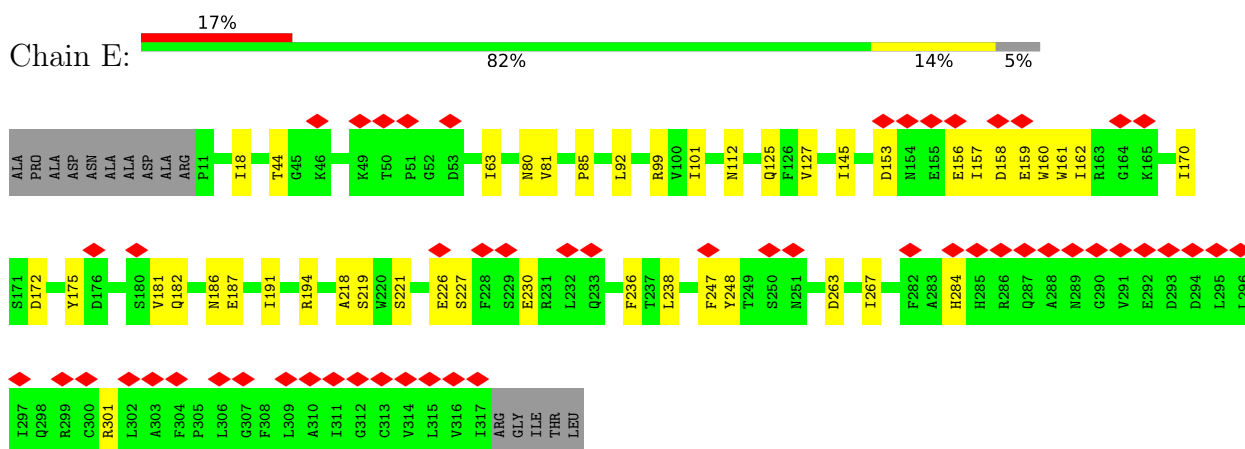 17%
Chain E:
82% 14% 5%
ALA PRO ALA ASP ASN ALA ALA ASP ALA ARG P11 I18 T44 G45 K46 K49 T50 P51 G52 D53 I63 N80 V81 P85 L92 R99 V100 I101 N112 Q125 F126 V127 I145 D153 N154 E155 E156 I157 D158 E159 W160 W161 I162 R163 G164 K165 I170
S171 D172 Y175 D176 S180 V181 Q182 N186 E187 I191 R194 A218 S219 W220 S221 E226 S227 F228 S229 E230 R231 L232 Q233 F236 T237 L238 F247 Y248 T249 S250 N251 D263 I267 F282 A283 H284 H285 R286 Q287 A288 N289 G290 V291 E292 D293 D294 L295 L296
I297 Q298 R299 C300 R301 L302 A303 F304 P305 L306 G307 F308 L309 A310 I311 G312 C313 V314 L315 V316 I317 ARG GLY ILE THR LEU